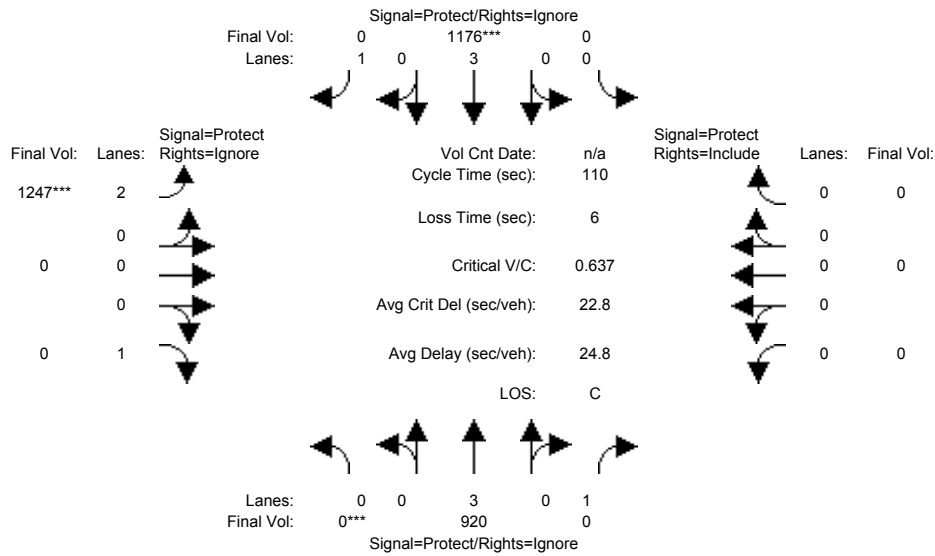 Signal=Protect/Rights=Ignore
Final Vol: 0 1176*** 0
Lanes: 1 0 3 0 0
Signal=Protect Signal=Protect
Final Vol: Lanes: Rights=Ignore Vol Cnt Date: n/a Rights=Include Lanes: Final Vol:
Cycle Time (sec): 110
1247*** 2 0 0
Loss Time (sec): 6
0 0
0 0 Critical V/C: 0.637 0 0
0 Avg Crit Del (sec/veh): 22.8 0
0 1 Avg Delay (sec/veh): 24.8 0 0
LOS: C
Lanes: 0 0 3 0 1
Final Vol: 0*** 920 0
Signal=Protect/Rights=Ignore